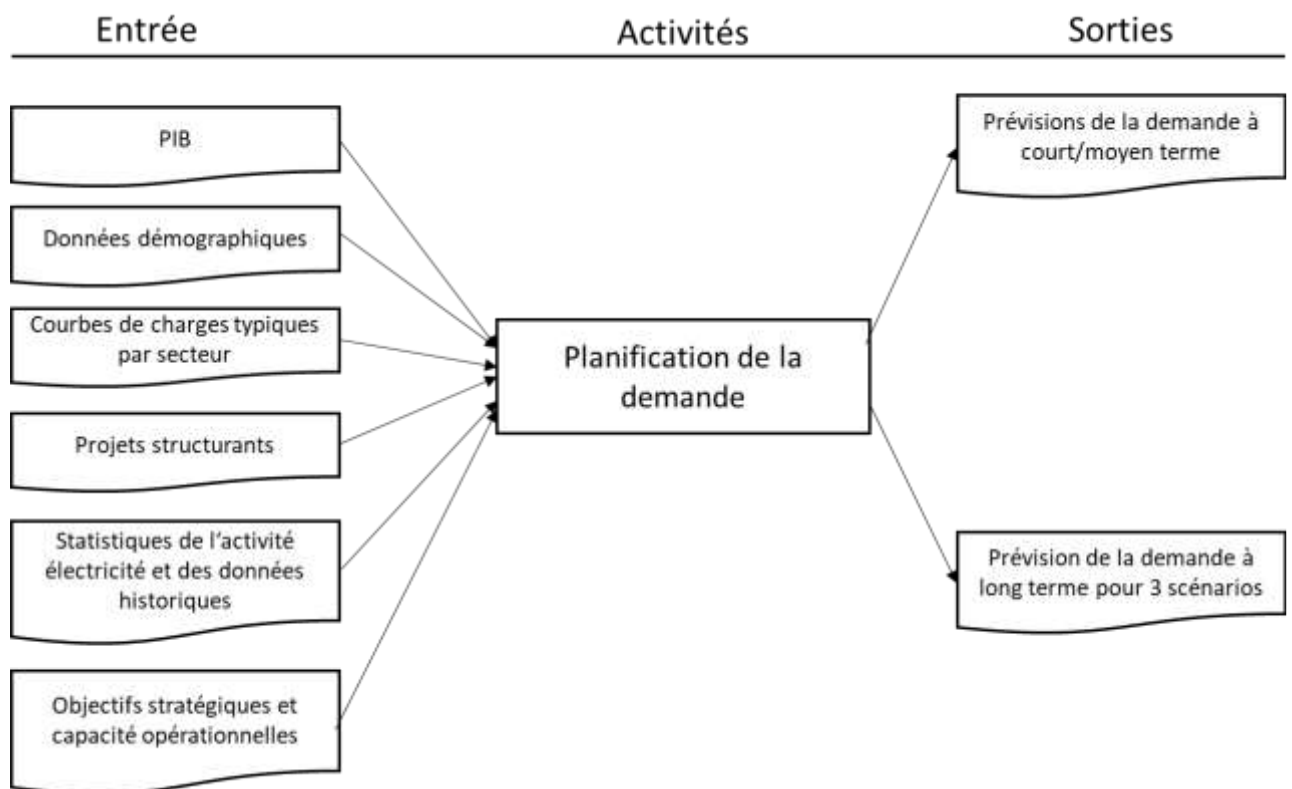 Entrée
Activités
Sorties
PIB
Données démographiques
Courbes de charges typiques
par secteur
Projets structurants
Statistiques de l'activité
électricité et des données
historiques
Objectifs stratégiques et
capacité opérationnelles
Planification de la
demande
Prévisions de la demande à
court/moyen terme
Prévision de la demande à
long terme pour 3 scénarios